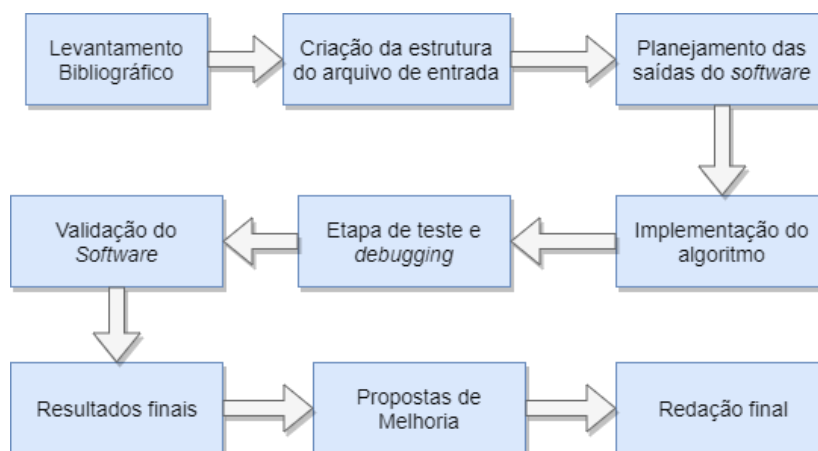 Levantamento
Bibliográfico
Criação da estrutura
do arquivo de entrada
Planejamento das
saídas do software
Implementação do
algoritmo
Etapa de teste e
debugging
Validação do
Software
Resultados finais
Propostas de
Melhoria
Redação final